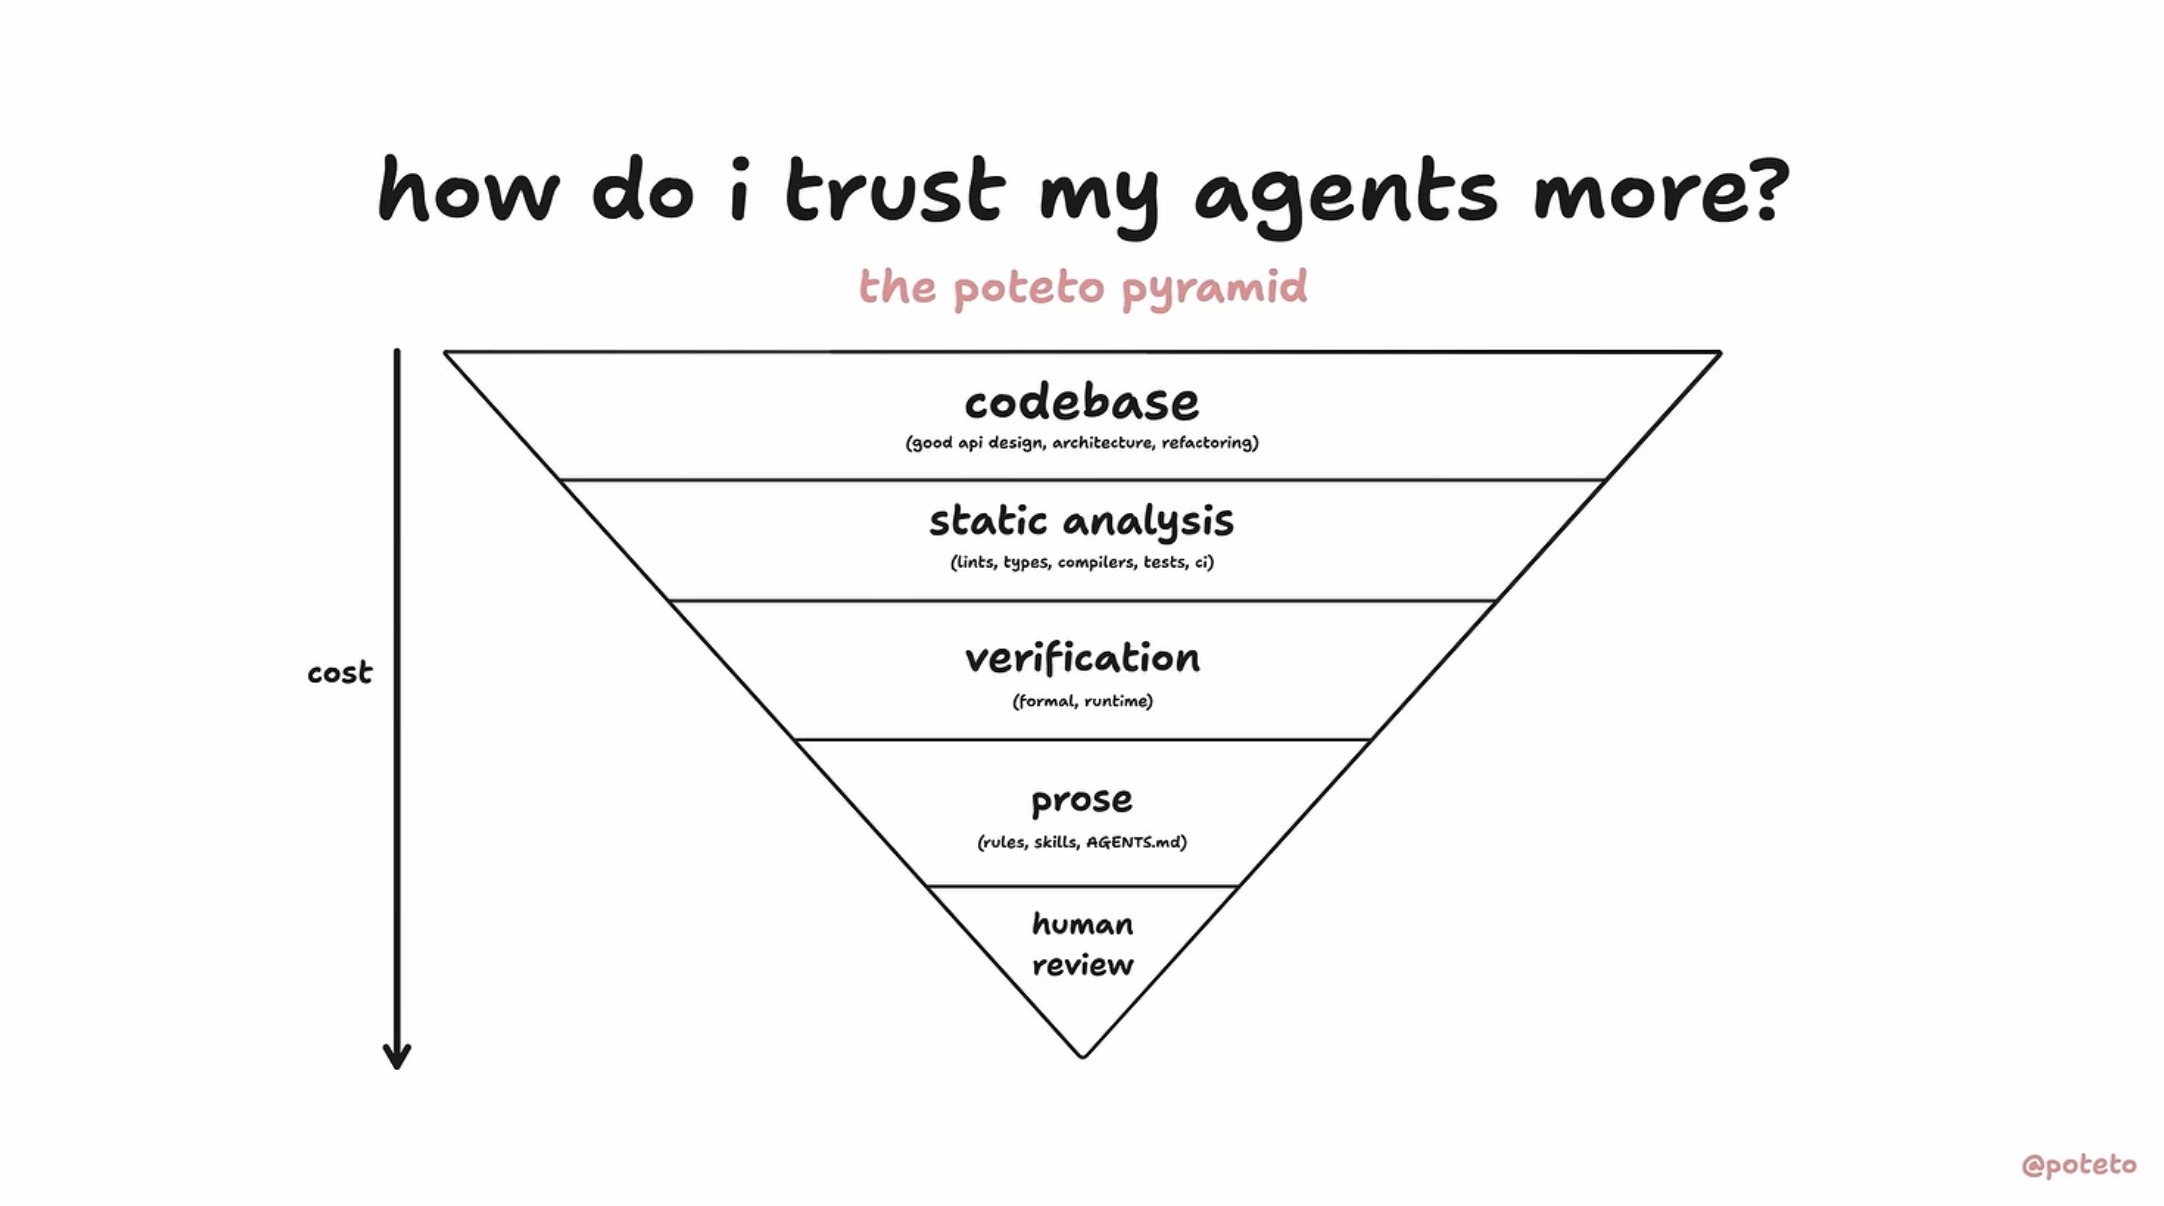 how do i trust my agents more?
the poteto pyramid
codebase
(good api design, architecture, refactoring)
static analysis
(lints, types, compilers, tests, ci)
verification
(formal, runtime)
cost
prose
(rules, skills, AGENTS.md)
human
review
@poteto